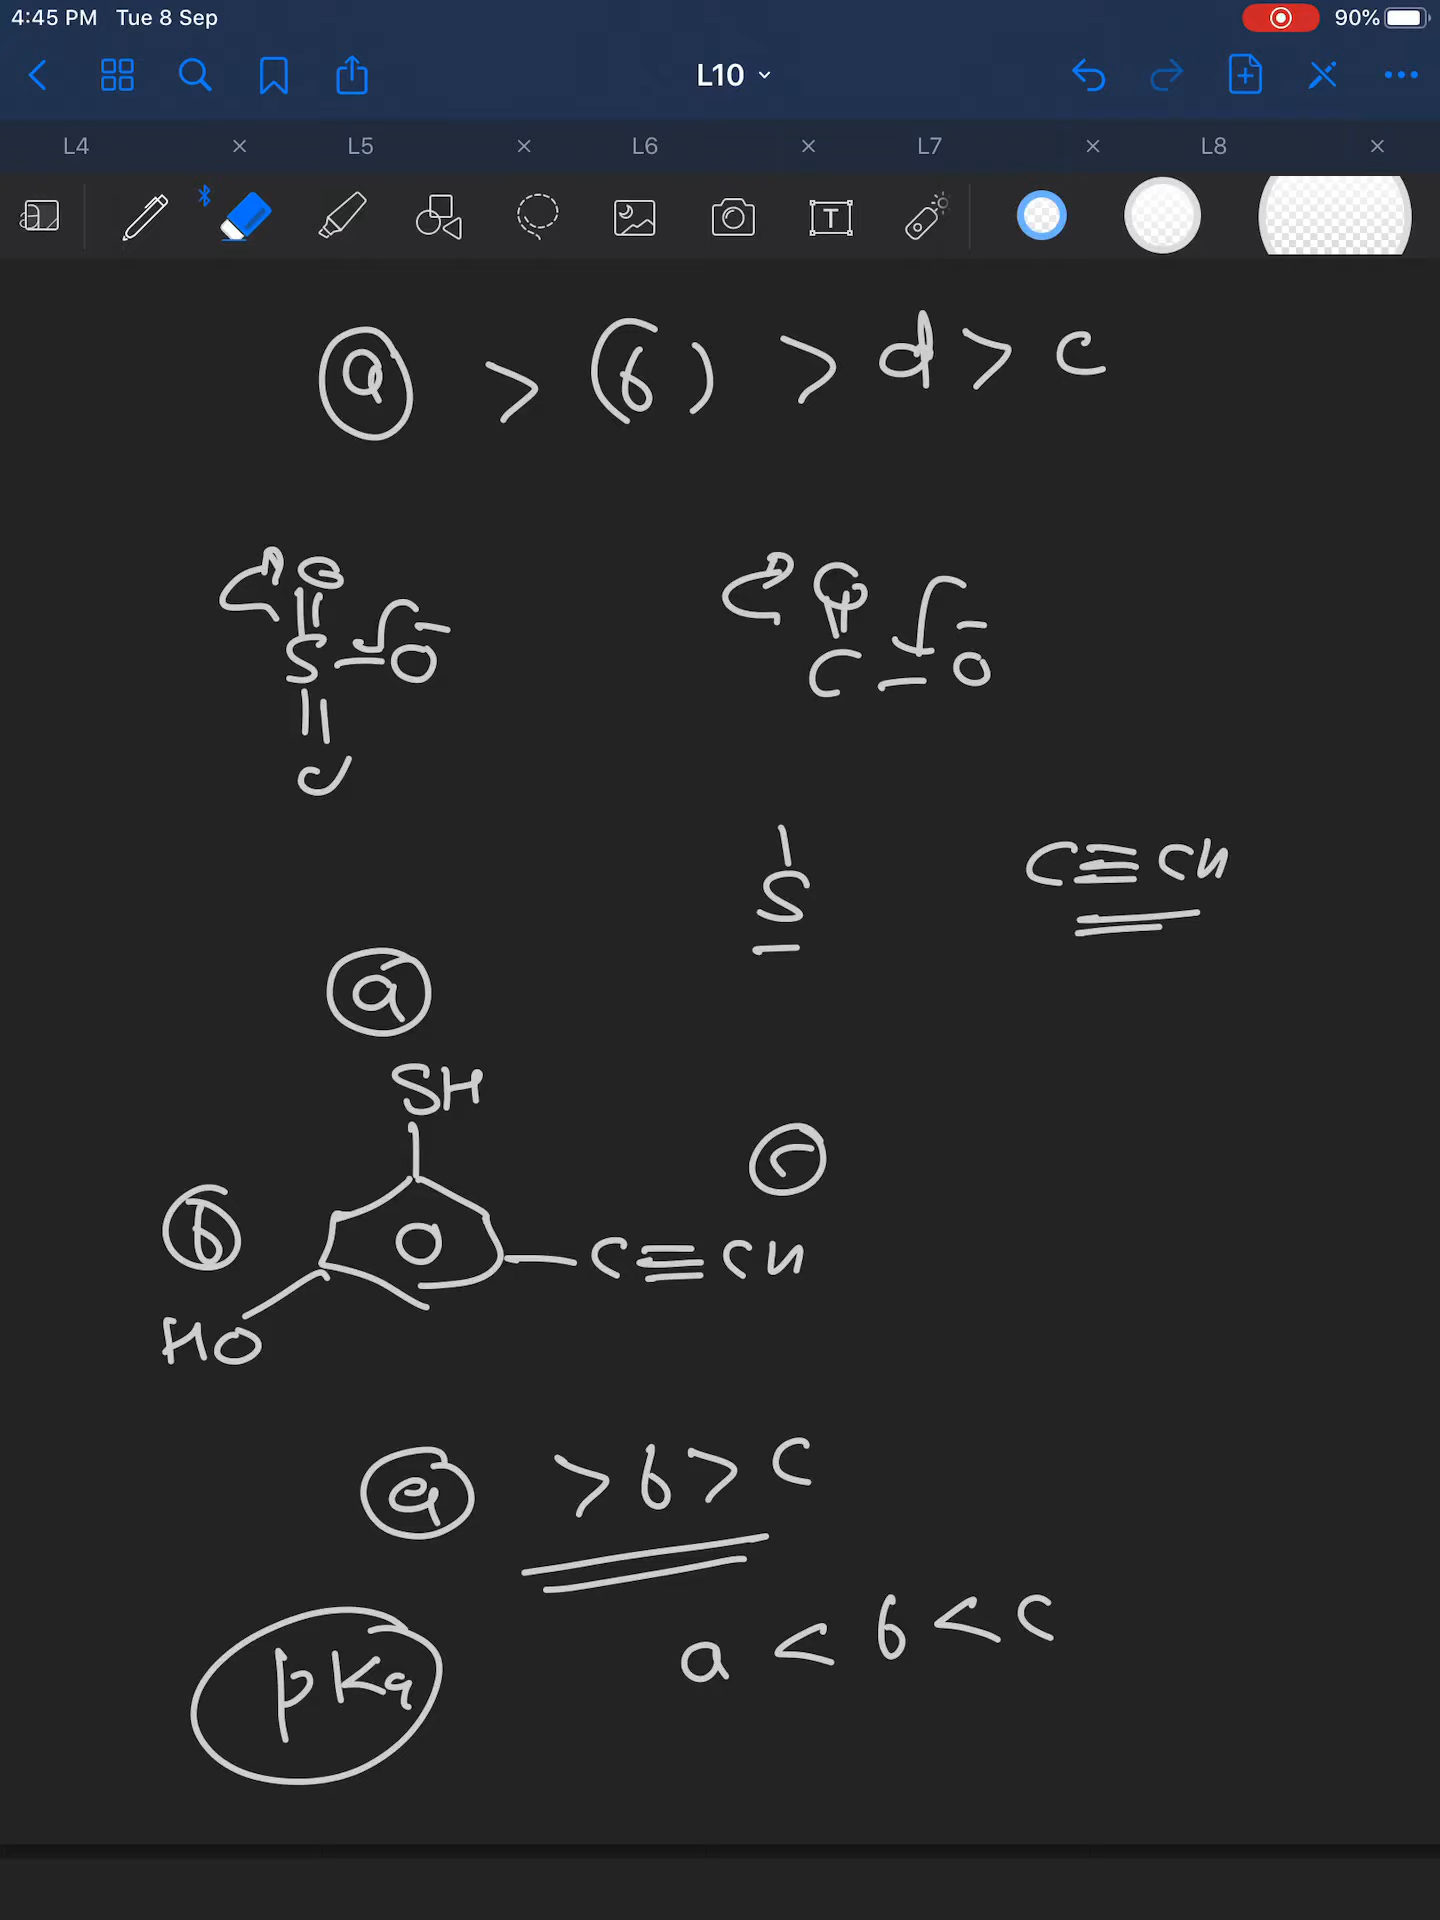 4:45 PM Tue 8 Sep 90%
L10
L4 × L5 × L6 × L7 × L8 ×
T
a > (b) > d > c
O O
S–O⁻ C–O⁻
S C≡CH
a
SH
c
b
C≡CH
HO
a > b > c
a < b < c
pKa